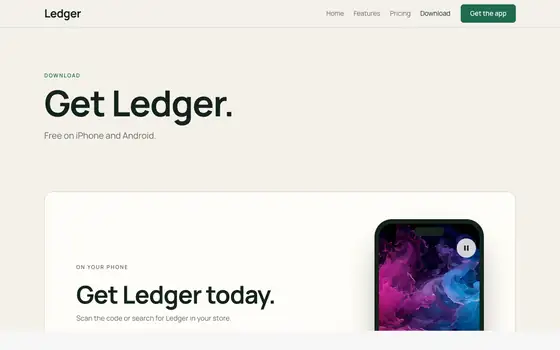 Ledger
Home Features Pricing Download Get the app
DOWNLOAD
Get Ledger.
Free on iPhone and Android.
ON YOUR PHONE
Get Ledger today.
Scan the code or search for Ledger in your store.